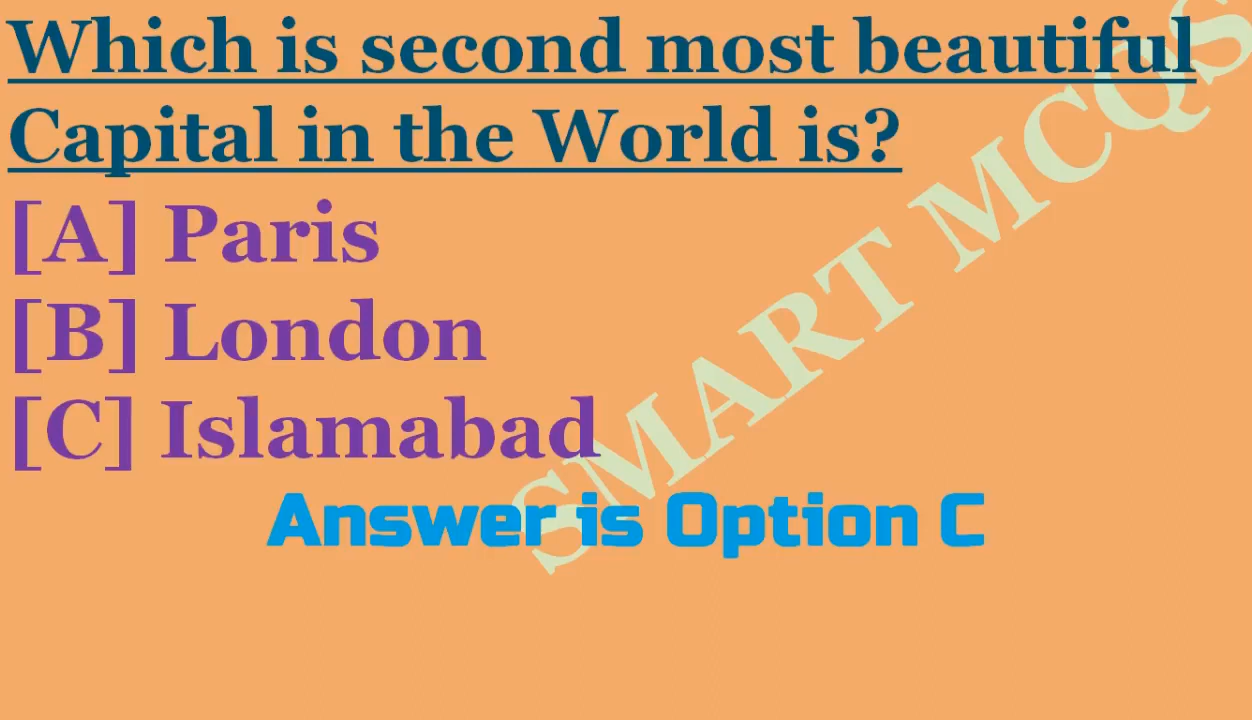 Which is second most beautiful
Capital in the World is?
[A] Paris
[B] London
[C] Islamabad
Answer is Option C
SMART MCQS